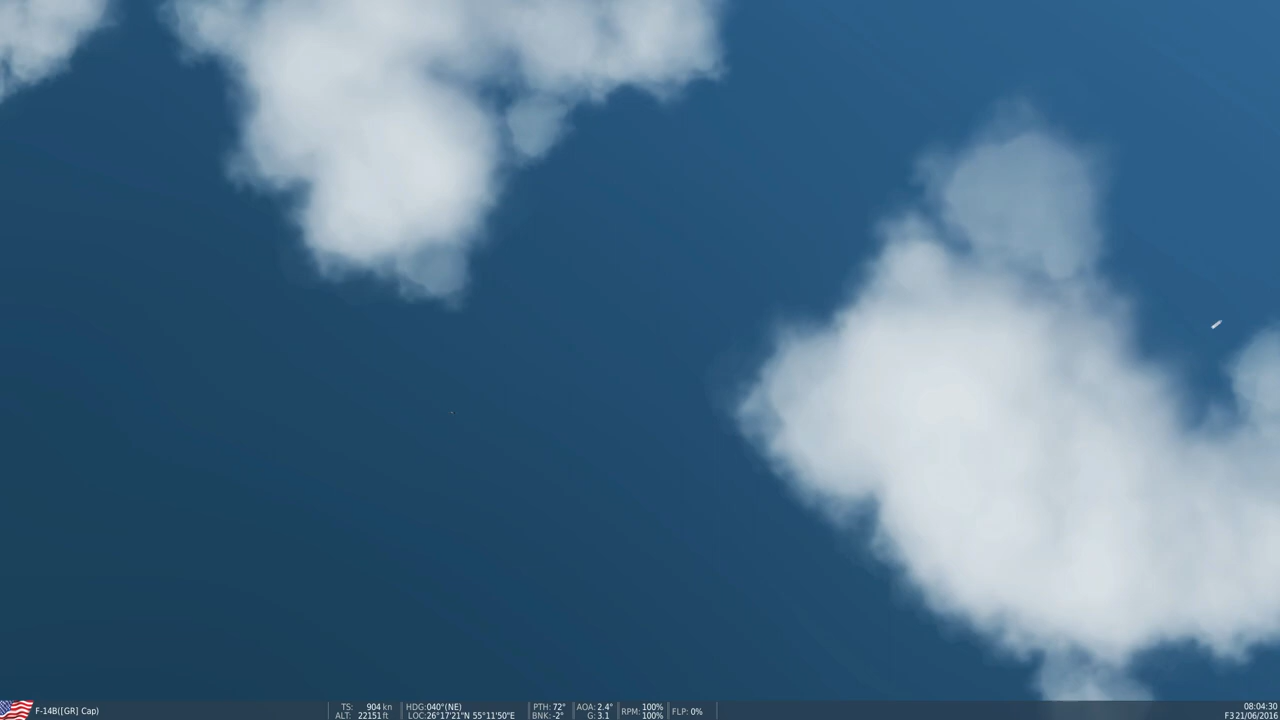 F-14B([GR] Cap)
TS: 904 kn
ALT: 22151 ft
HDG: 040°(NE)
LOC: 26°17'21"N 55°11'50"E
PTH: 72°
BNK: -2°
AOA: 2.4°
G: 3.1
RPM: 100%
100%
FLP: 0%
08:04:30
F3 21/06/2016